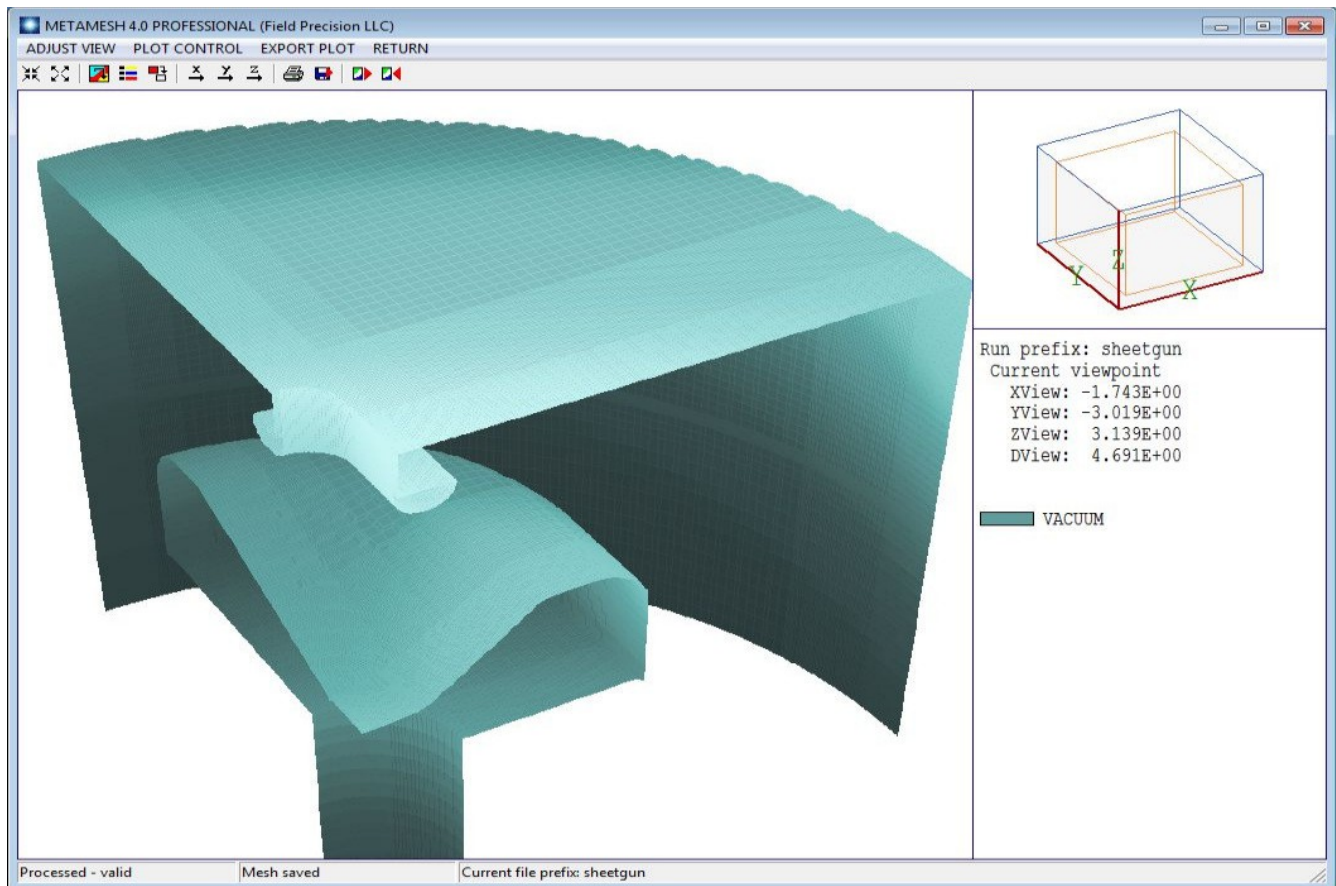 METAMESH 4.0 PROFESSIONAL (Field Precision LLC)
ADJUST VIEW PLOT CONTROL EXPORT PLOT RETURN
X Y Z
Z
Y
X
Run prefix: sheetgun
Current viewpoint
XView: -1.743E+00
YView: -3.019E+00
ZView: 3.139E+00
DView: 4.691E+00
VACUUM
Processed - valid Mesh saved Current file prefix: sheetgun